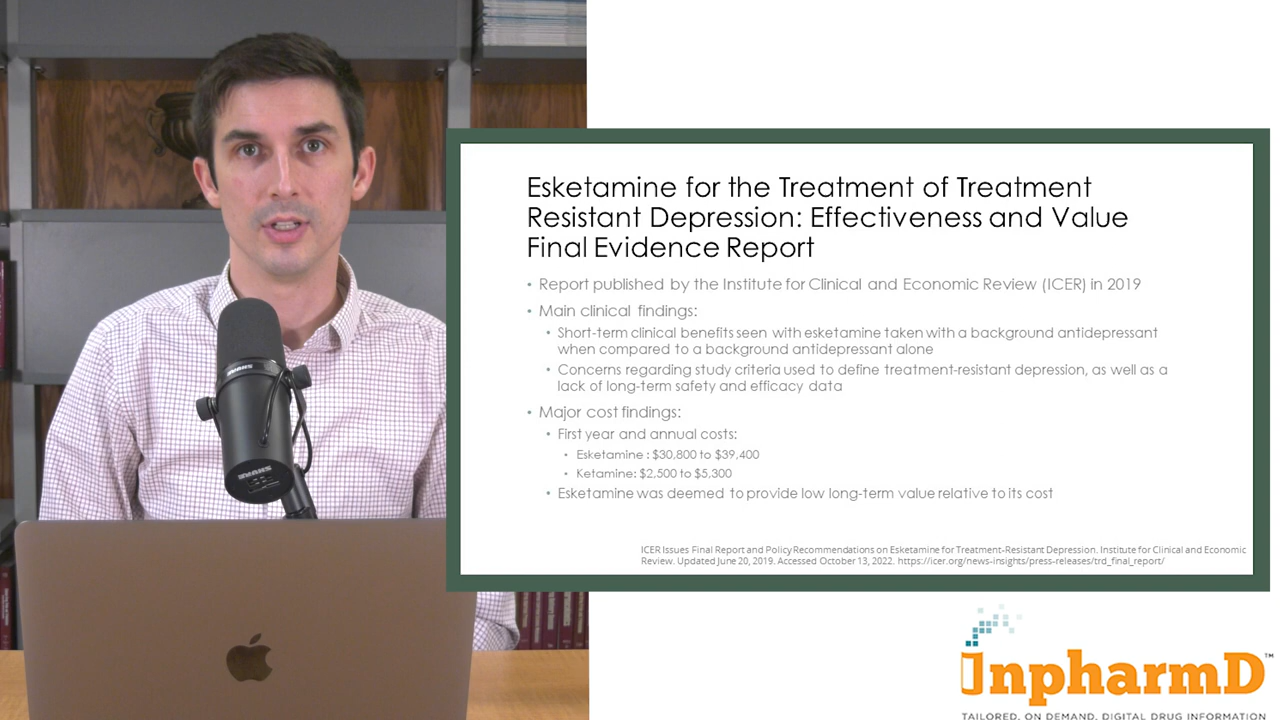 Esketamine for the Treatment of Treatment
Resistant Depression: Effectiveness and Value
Final Evidence Report
• Report published by the Institute for Clinical and Economic Review (ICER) in 2019
• Main clinical findings:
• Short-term clinical benefits seen with esketamine taken with a background antidepressant
when compared to a background antidepressant alone
• Concerns regarding study criteria used to define treatment-resistant depression, as well as a
lack of long-term safety and efficacy data
• Major cost findings:
• First year and annual costs:
• Esketamine : $30,800 to $39,400
• Ketamine: $2,500 to $5,300
• Esketamine was deemed to provide low long-term value relative to its cost
ICER Issues Final Report and Policy Recommendations on Esketamine for Treatment-Resistant Depression. Institute for Clinical and Economic
Review. Updated June 20, 2019. Accessed October 13, 2022. https://icer.org/news-insights/press-releases/trd_final_report/
SHURE
InpharmD™
TAILORED, ON DEMAND, DIGITAL DRUG INFORMATION